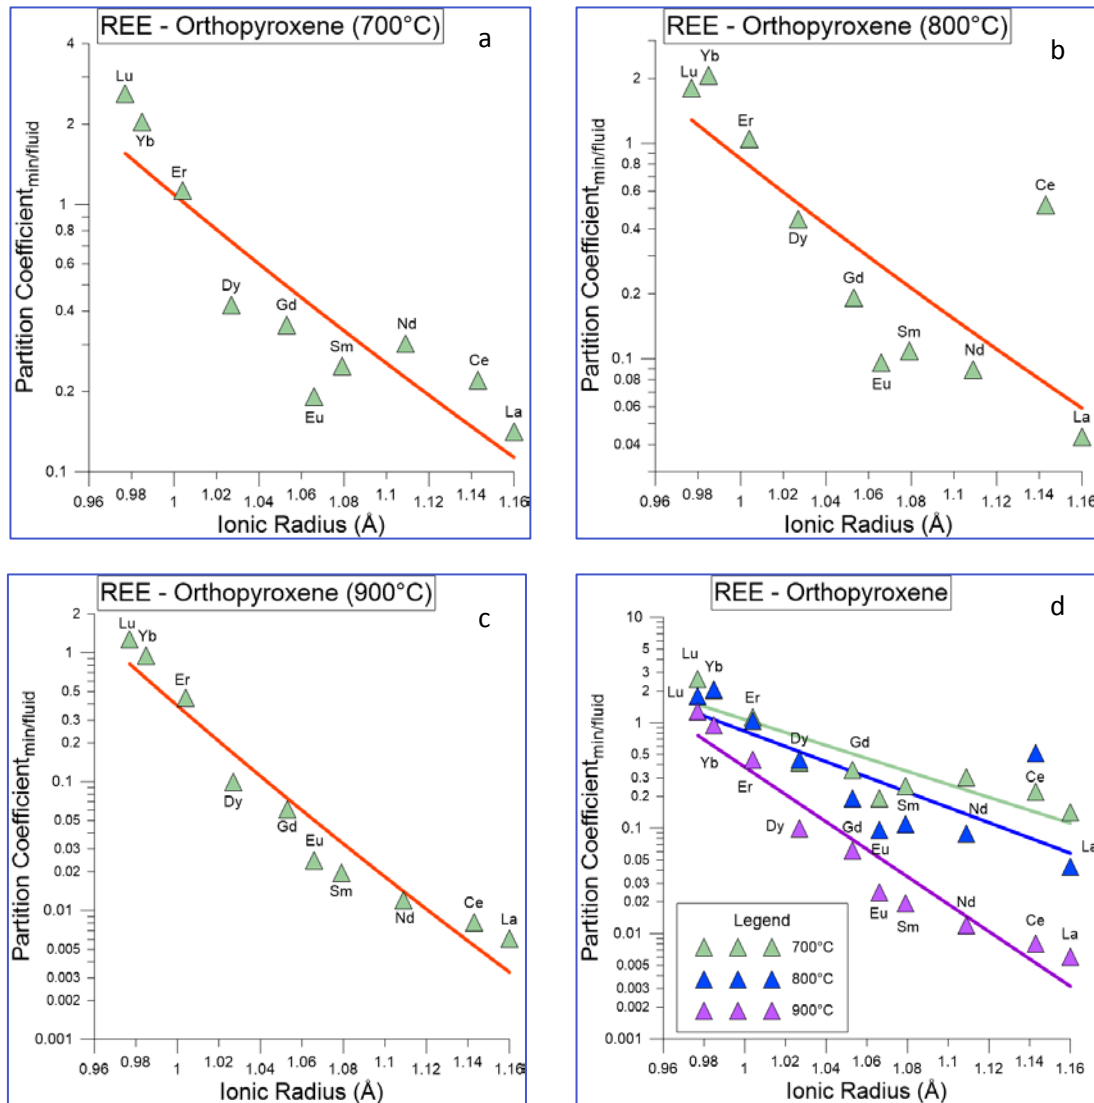 REE - Orthopyroxene (700°C)
a
4
2
1
0.8
0.6
0.4
0.2
0.1
Partition Coefficient min/fluid
Lu
Yb
Er
Dy
Gd
Eu
Sm
Nd
Ce
La
0.96
0.98
1
1.02
1.04
1.06
1.08
1.1
1.12
1.14
1.16
Ionic Radius (Å)
REE - Orthopyroxene (800°C)
b
2
1
0.8
0.6
0.4
0.2
0.1
0.08
0.06
0.04
Partition Coefficient min/fluid
Lu
Yb
Er
Dy
Gd
Eu
Sm
Nd
Ce
La
0.96
0.98
1
1.02
1.04
1.06
1.08
1.1
1.12
1.14
1.16
Ionic Radius (Å)
REE - Orthopyroxene (900°C)
c
2
1
0.5
0.3
0.2
0.1
0.05
0.03
0.02
0.01
0.005
0.003
0.002
0.001
Partition Coefficient min/fluid
Lu
Yb
Er
Dy
Gd
Eu
Sm
Nd
Ce
La
0.96
0.98
1
1.02
1.04
1.06
1.08
1.1
1.12
1.14
1.16
Ionic Radius (Å)
REE - Orthopyroxene
d
10
5
3
2
1
0.5
0.3
0.2
0.1
0.05
0.03
0.02
0.01
0.005
0.003
0.002
0.001
Partition Coefficient min/fluid
Lu
Yb
Lu
Er
Yb
Dy
Gd
Er
Ce
Sm
Nd
Dy
Gd
Eu
La
Eu
Sm
Nd
Ce
La
Legend
700°C
800°C
900°C
0.96
0.98
1
1.02
1.04
1.06
1.08
1.1
1.12
1.14
1.16
Ionic Radius (Å)